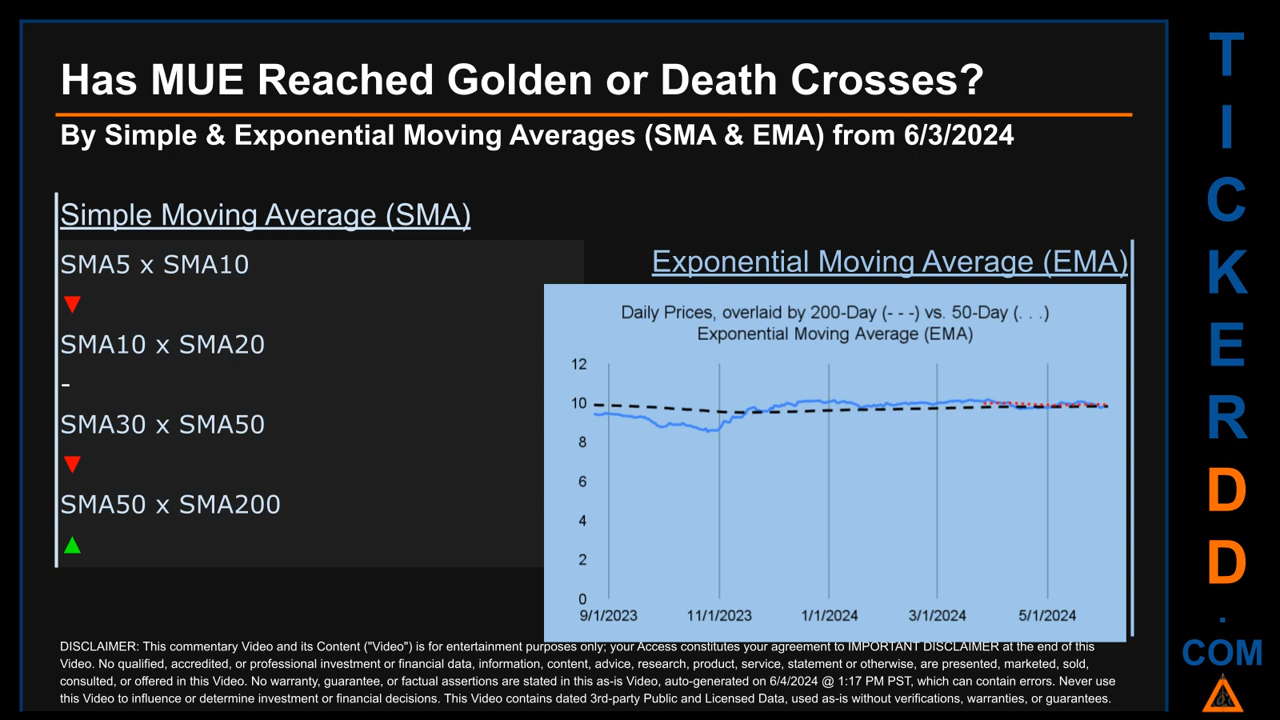 Has MUE Reached Golden or Death Crosses?
By Simple & Exponential Moving Averages (SMA & EMA) from 6/3/2024
Simple Moving Average (SMA)
SMA5 x SMA10
▼
SMA10 x SMA20
-
SMA30 x SMA50
▼
SMA50 x SMA200
▲
Exponential Moving Average (EMA)
Daily Prices, overlaid by 200-Day (- - -) vs. 50-Day (. . .)
Exponential Moving Average (EMA)
12
10
8
6
4
2
0
9/1/2023 11/1/2023 1/1/2024 3/1/2024 5/1/2024
DISCLAIMER: This commentary Video and its Content ("Video") is for entertainment purposes only; your Access constitutes your agreement to IMPORTANT DISCLAIMER at the end of this
Video. No qualified, accredited, or professional investment or financial data, information, content, advice, research, product, service, statement or otherwise, are presented, marketed, sold,
consulted, or offered in this Video. No warranty, guarantee, or factual assertions are stated in this as-is Video, auto-generated on 6/4/2024 @ 1:17 PM PST, which can contain errors. Never use
this Video to influence or determine investment or financial decisions. This Video contains dated 3rd-party Public and Licensed Data, used as-is without verifications, warranties, or guarantees.
T
I
C
K
E
R
D
D
.
COM